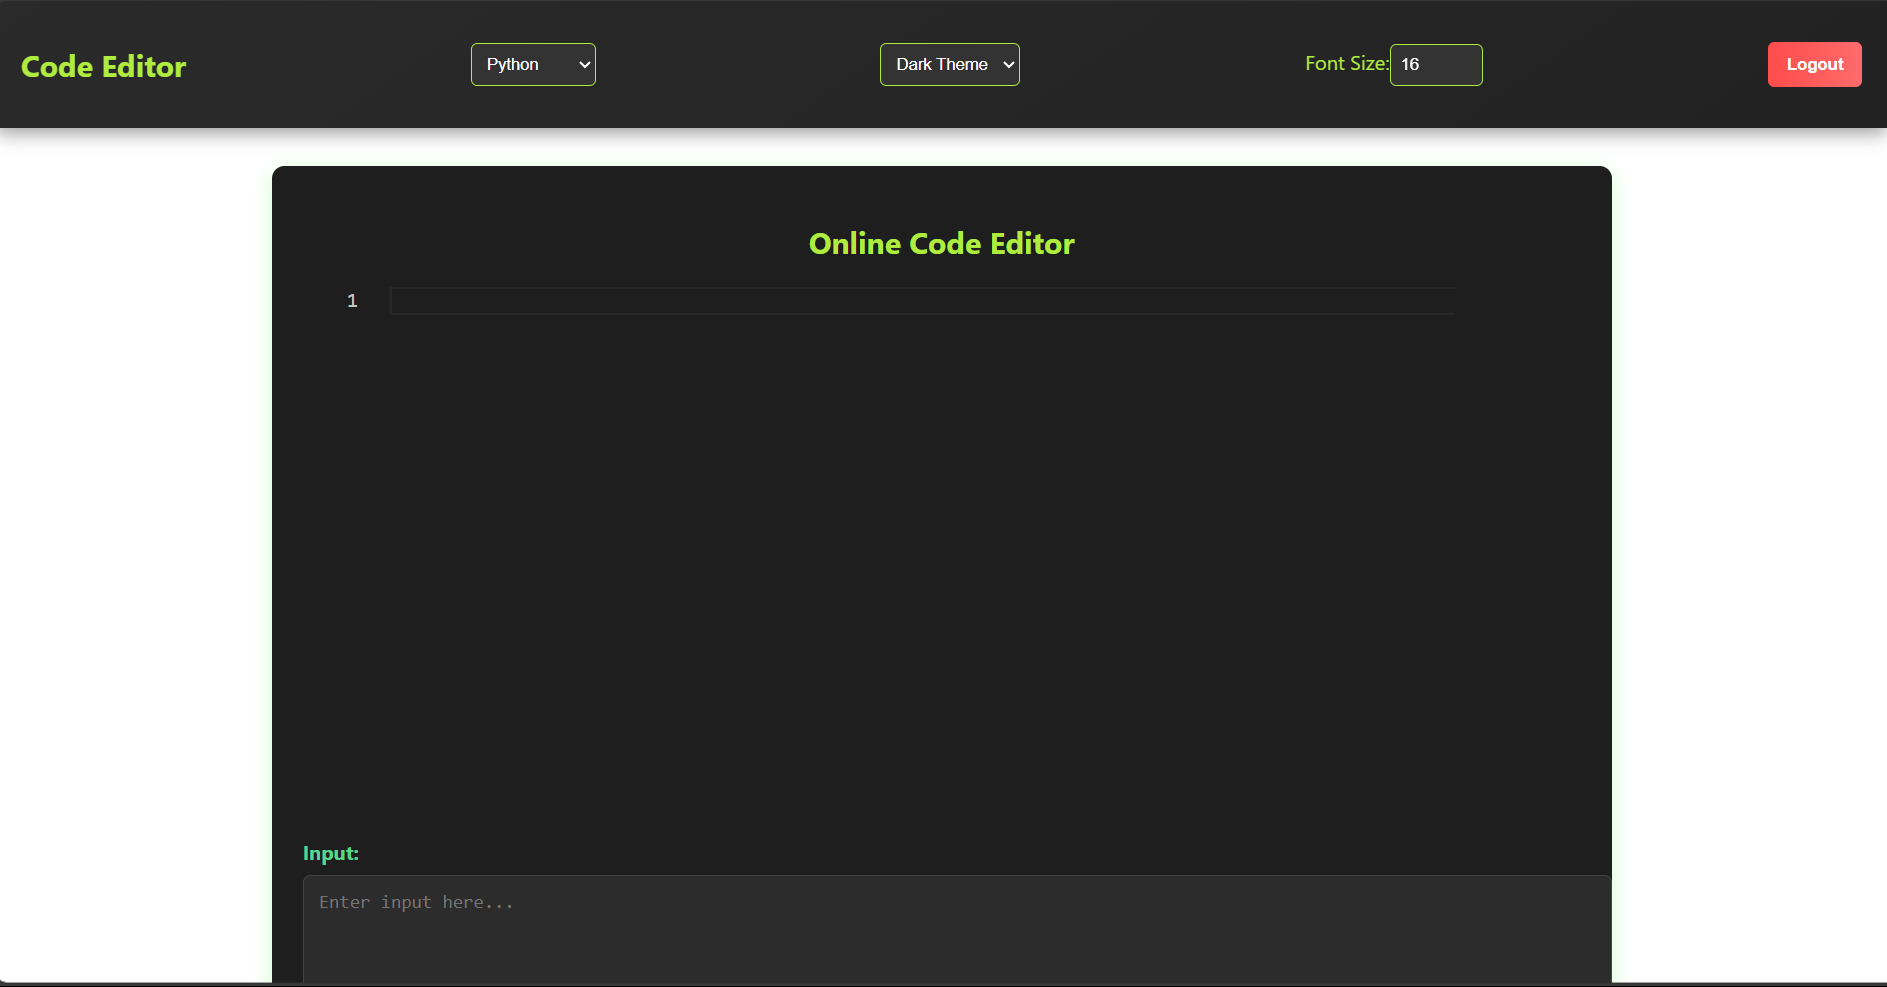 Code Editor
Python
Dark Theme
Font Size: 16
Logout
Online Code Editor
1
Input:
Enter input here...